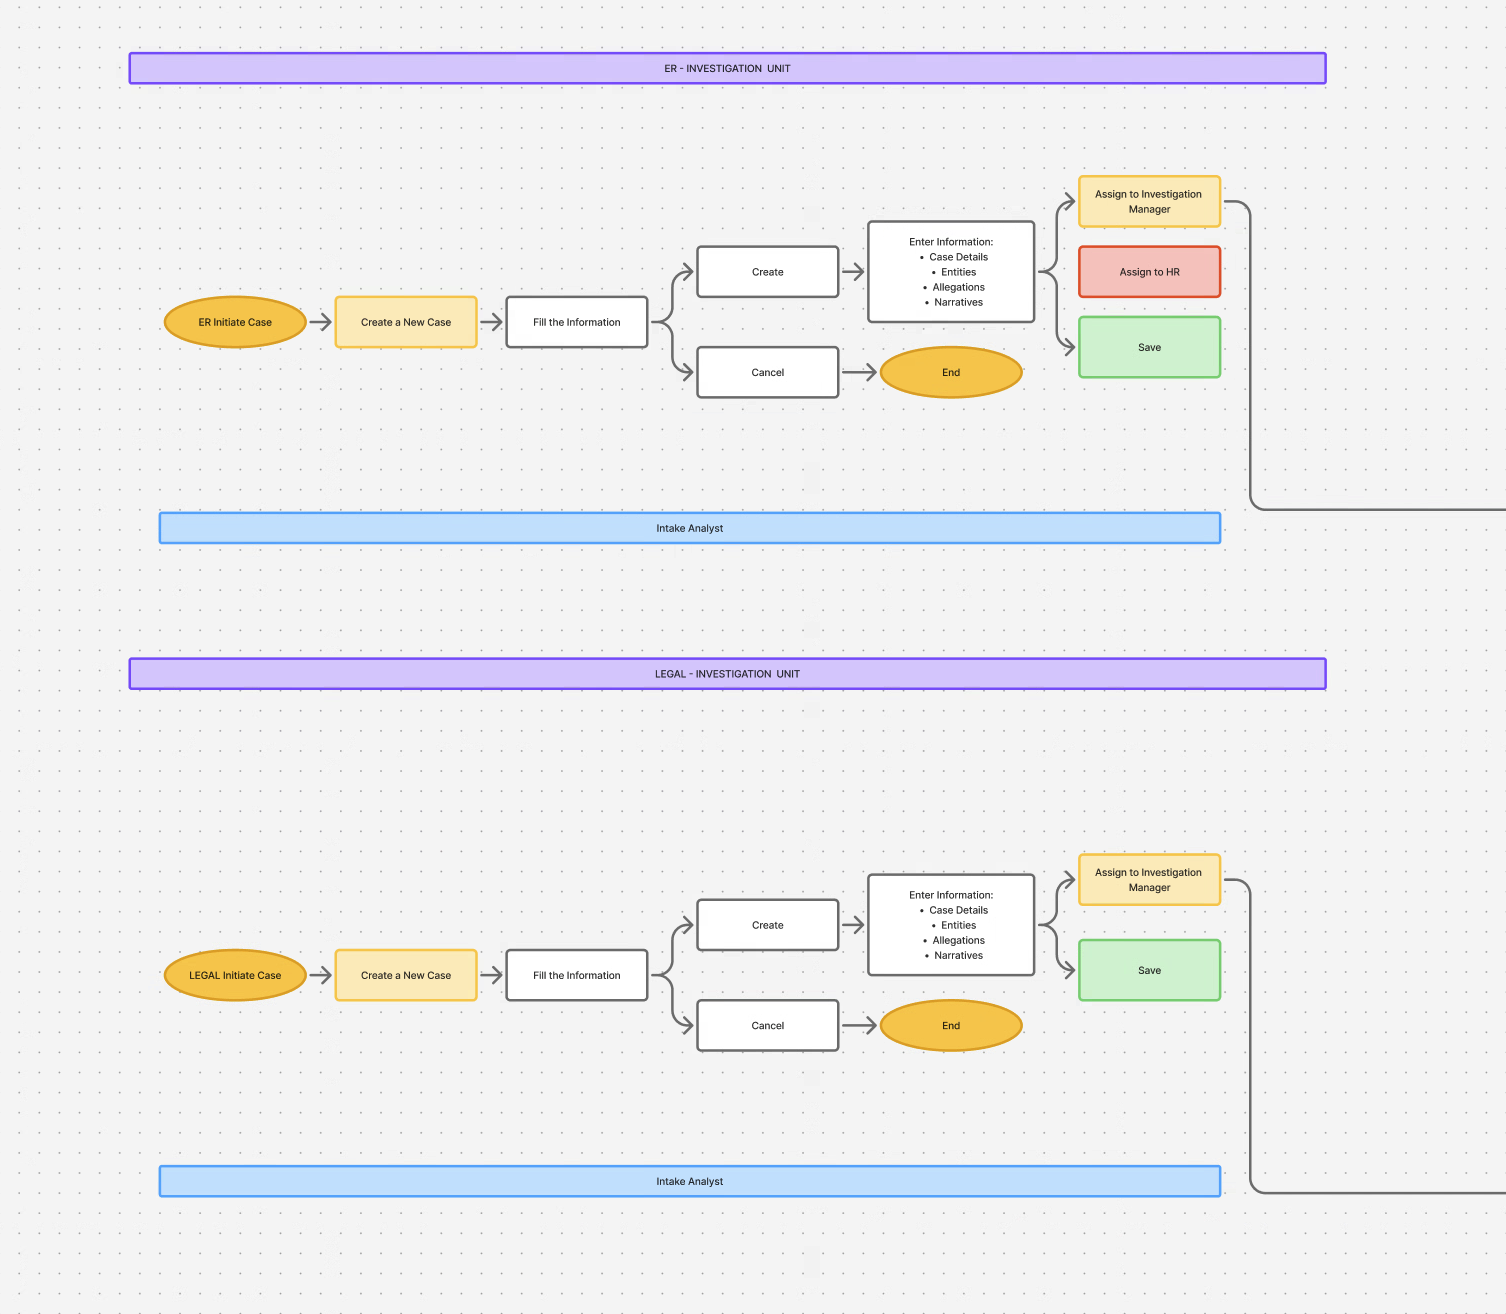 ER - INVESTIGATION UNIT
ER Initiate Case
Create a New Case
Fill the Information
Create
Cancel
Enter Information:
• Case Details
• Entities
• Allegations
• Narratives
End
Assign to Investigation
Manager
Assign to HR
Save
Intake Analyst
LEGAL - INVESTIGATION UNIT
LEGAL Initiate Case
Create a New Case
Fill the Information
Create
Cancel
Enter Information:
• Case Details
• Entities
• Allegations
• Narratives
End
Assign to Investigation
Manager
Save
Intake Analyst